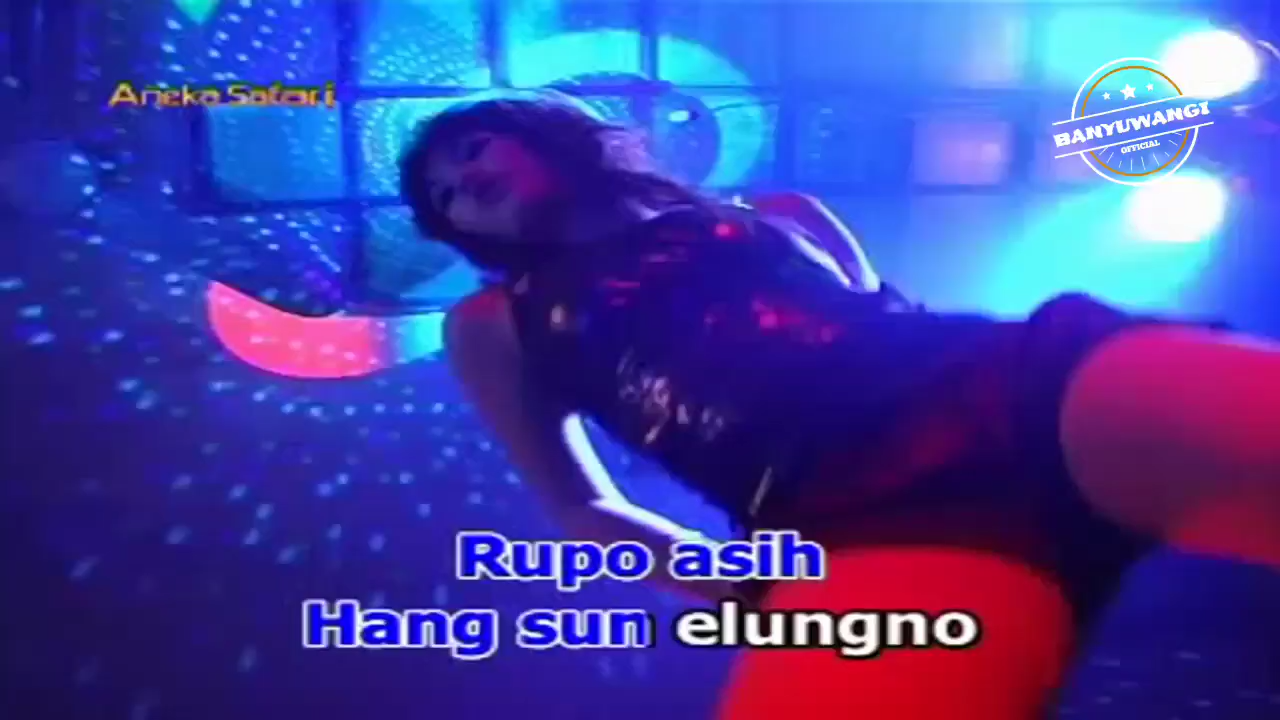 Aneka Safari
BANYUWANGI
OFFICIAL
Rupo asih
Hang sun elungno